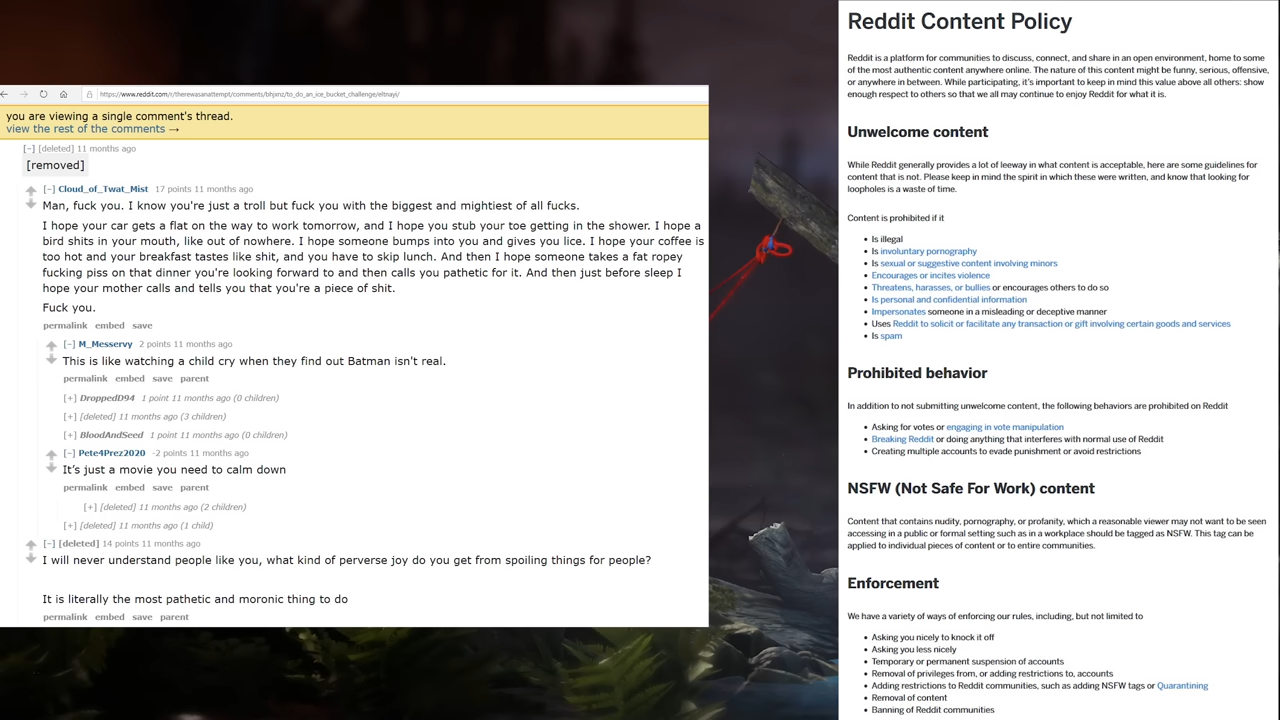 https://www.reddit.com/r/therewasanattempt/comments/bhjxnz/to_do_an_ice_bucket_challenge/eltnayi/
you are viewing a single comment's thread.
view the rest of the comments →
[–] [deleted] 11 months ago
[removed]
[–] Cloud_of_Twat_Mist 17 points 11 months ago
Man, fuck you. I know you're just a troll but fuck you with the biggest and mightiest of all fucks.
I hope your car gets a flat on the way to work tomorrow, and I hope you stub your toe getting in the shower. I hope a
bird shits in your mouth, like out of nowhere. I hope someone bumps into you and gives you lice. I hope your coffee is
too hot and your breakfast tastes like shit, and you have to skip lunch. And then I hope someone takes a fat ropey
fucking piss on that dinner you're looking forward to and then calls you pathetic for it. And then just before sleep I
hope your mother calls and tells you that you're a piece of shit.
Fuck you.
permalink embed save
[–] M_Messervy 2 points 11 months ago
This is like watching a child cry when they find out Batman isn't real.
permalink embed save parent
[+] DroppedD94 1 point 11 months ago (0 children)
[+] [deleted] 11 months ago (3 children)
[+] BloodAndSeed 1 point 11 months ago (0 children)
[–] Pete4Prez2020 -2 points 11 months ago
It's just a movie you need to calm down
permalink embed save parent
[+] [deleted] 11 months ago (2 children)
[+] [deleted] 11 months ago (1 child)
[–] [deleted] 14 points 11 months ago
I will never understand people like you, what kind of perverse joy do you get from spoiling things for people?
It is literally the most pathetic and moronic thing to do
permalink embed save parent
Reddit Content Policy
Reddit is a platform for communities to discuss, connect, and share in an open environment, home to some
of the most authentic content anywhere online. The nature of this content might be funny, serious, offensive,
or anywhere in between. While participating, it's important to keep in mind this value above all others: show
enough respect to others so that we all may continue to enjoy Reddit for what it is.
Unwelcome content
While Reddit generally provides a lot of leeway in what content is acceptable, here are some guidelines for
content that is not. Please keep in mind the spirit in which these were written, and know that looking for
loopholes is a waste of time.
Content is prohibited if it
• Is illegal
• Is involuntary pornography
• Is sexual or suggestive content involving minors
• Encourages or incites violence
• Threatens, harasses, or bullies or encourages others to do so
• Is personal and confidential information
• Impersonates someone in a misleading or deceptive manner
• Uses Reddit to solicit or facilitate any transaction or gift involving certain goods and services
• Is spam
Prohibited behavior
In addition to not submitting unwelcome content, the following behaviors are prohibited on Reddit
• Asking for votes or engaging in vote manipulation
• Breaking Reddit or doing anything that interferes with normal use of Reddit
• Creating multiple accounts to evade punishment or avoid restrictions
NSFW (Not Safe For Work) content
Content that contains nudity, pornography, or profanity, which a reasonable viewer may not want to be seen
accessing in a public or formal setting such as in a workplace should be tagged as NSFW. This tag can be
applied to individual pieces of content or to entire communities.
Enforcement
We have a variety of ways of enforcing our rules, including, but not limited to
• Asking you nicely to knock it off
• Asking you less nicely
• Temporary or permanent suspension of accounts
• Removal of privileges from, or adding restrictions to, accounts
• Adding restrictions to Reddit communities, such as adding NSFW tags or Quarantining
• Removal of content
• Banning of Reddit communities